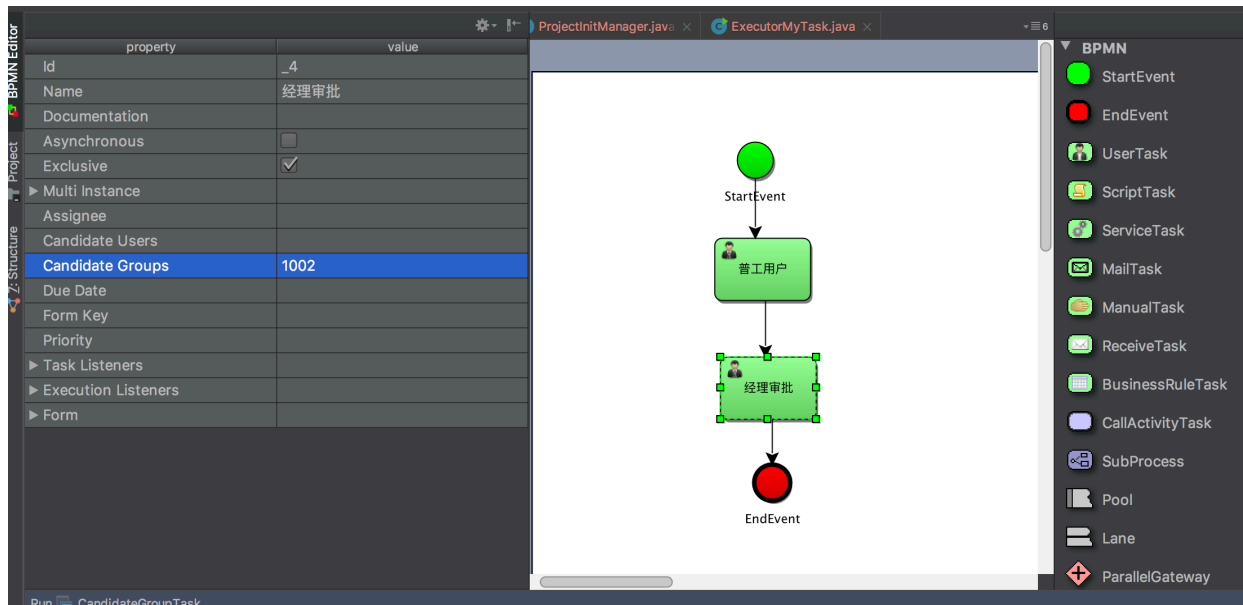 ProjectInitManager.java
ExecutorMyTask.java
6
BPMN Editor
Project
Z: Structure
property value
Id _4
Name 经理审批
Documentation
Asynchronous
Exclusive
Multi Instance
Assignee
Candidate Users
Candidate Groups 1002
Due Date
Form Key
Priority
Task Listeners
Execution Listeners
Form
StartEvent
普工用户
经理审批
EndEvent
BPMN
StartEvent
EndEvent
UserTask
ScriptTask
ServiceTask
MailTask
ManualTask
ReceiveTask
BusinessRuleTask
CallActivityTask
SubProcess
Pool
Lane
ParallelGateway
Run CandidateGroupTask